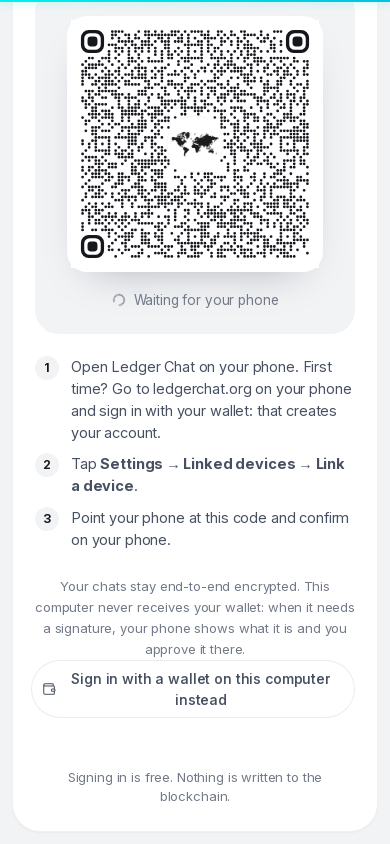 Waiting for your phone
1 Open Ledger Chat on your phone. First
time? Go to ledgerchat.org on your phone
and sign in with your wallet: that creates
your account.
2 Tap Settings → Linked devices → Link
a device.
3 Point your phone at this code and confirm
on your phone.
Your chats stay end-to-end encrypted. This
computer never receives your wallet: when it needs
a signature, your phone shows what it is and you
approve it there.
Sign in with a wallet on this computer
instead
Signing in is free. Nothing is written to the
blockchain.